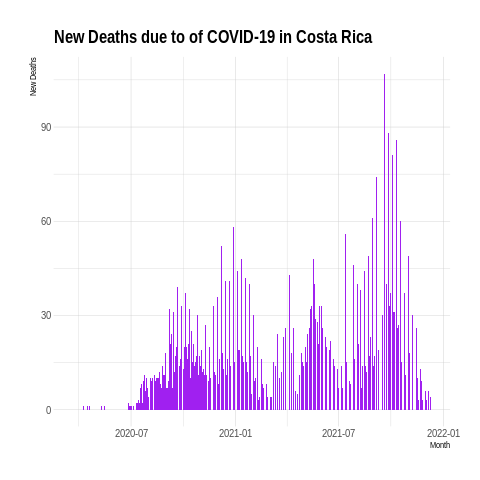 New Deaths due to of COVID-19 in Costa Rica
New Deaths
90
60
30
0
2020-07
2021-01
2021-07
2022-01
Month